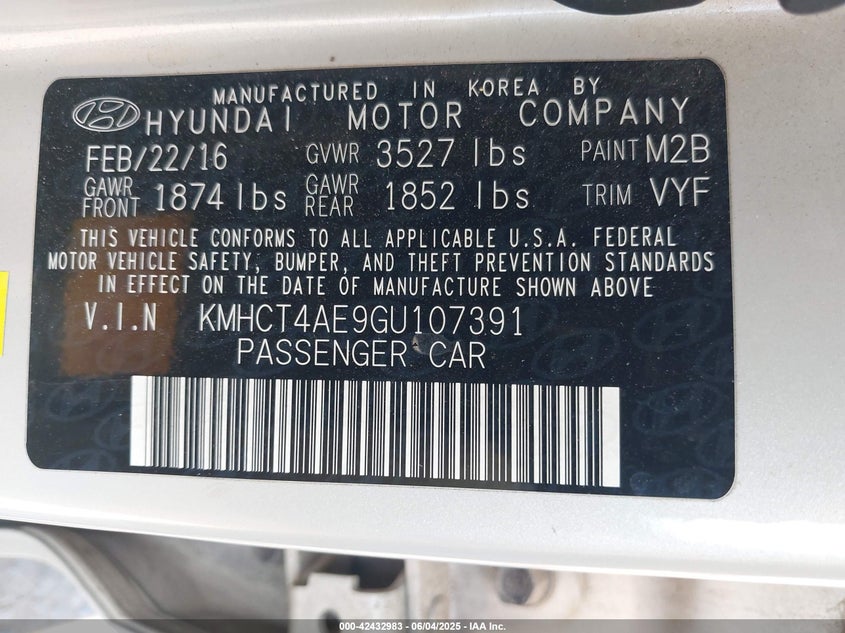 MANUFACTURED IN KOREA BY
HYUNDAI MOTOR COMPANY
FEB/22/16 GVWR 3527 lbs PAINT M2B
GAWR FRONT 1874 lbs GAWR REAR 1852 lbs TRIM VYF
THIS VEHICLE CONFORMS TO ALL APPLICABLE U.S.A. FEDERAL
MOTOR VEHICLE SAFETY, BUMPER, AND THEFT PREVENTION STANDARDS
IN EFFECT ON THE DATE OF MANUFACTURE SHOWN ABOVE
V.I.N KMHCT4AE9GU107391
PASSENGER CAR
000-42432983 - 06/04/2025 - IAA Inc.